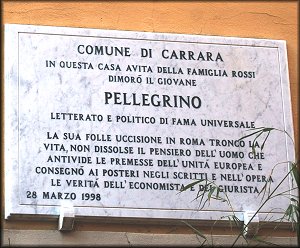 COMUNE DI CARRARA
IN QUESTA CASA AVITA DELLA FAMIGLIA ROSSI
DIMORÒ IL GIOVANE
PELLEGRINO
LETTERATO E POLITICO DI FAMA UNIVERSALE
LA SUA FOLLE UCCISIONE IN ROMA TRONCÒ LA
VITA, NON DISSOLSE IL PENSIERO DELL'UOMO CHE
ANTIVIDE LE PREMESSE DELL'UNITÀ EUROPEA E
CONSEGNÒ AI POSTERI NEGLI SCRITTI E NELL'OPERA
LE VERITÀ DELL'ECONOMISTA E DEL GIURISTA
28 MARZO 1998